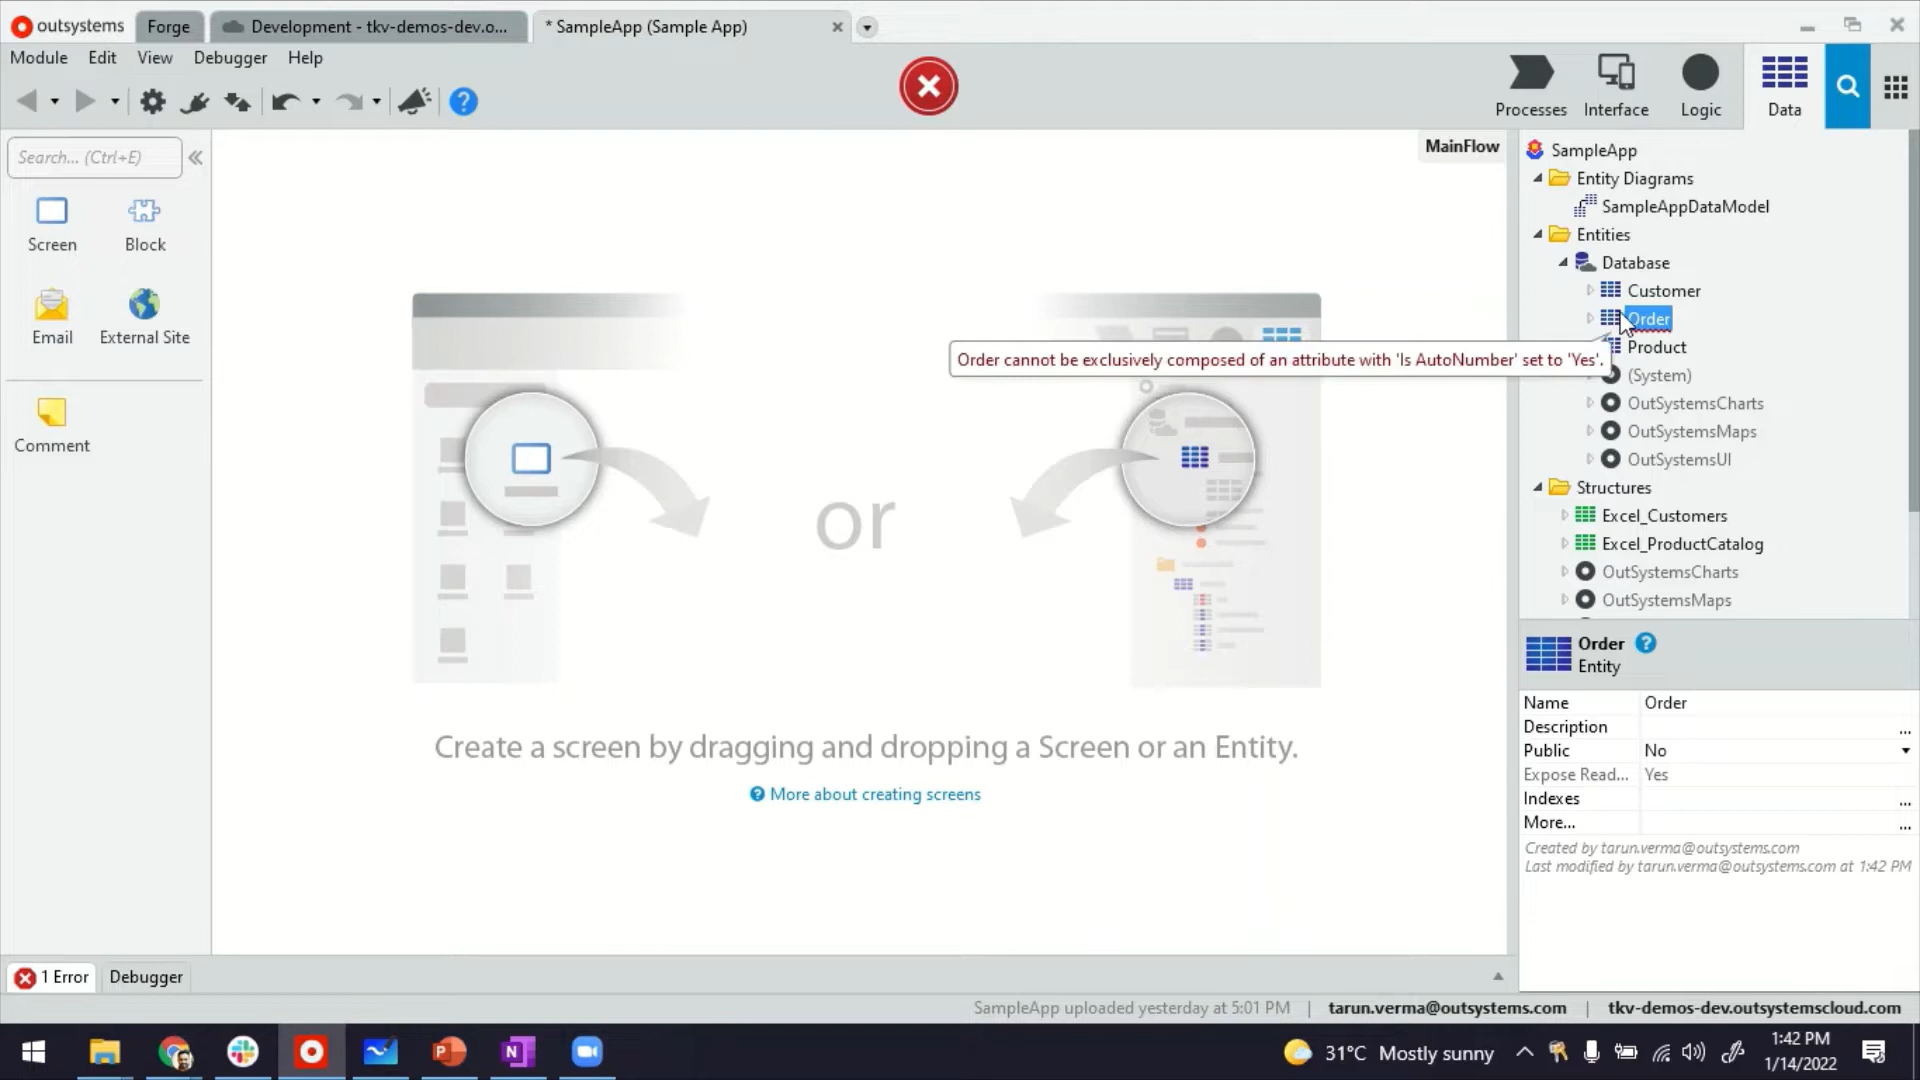 outsystems
Forge
Development - tkv-demos-dev.o...
* SampleApp (Sample App)
Module
Edit
View
Debugger
Help
Processes
Interface
Logic
Data
Search... (Ctrl+E)
Screen
Block
Email
External Site
Comment
MainFlow
or
Create a screen by dragging and dropping a Screen or an Entity.
More about creating screens
SampleApp
Entity Diagrams
SampleAppDataModel
Entities
Database
Customer
Order
Order cannot be exclusively composed of an attribute with 'Is AutoNumber' set to 'Yes'.
Product
(System)
OutSystemsCharts
OutSystemsMaps
OutSystemsUI
Structures
Excel_Customers
Excel_ProductCatalog
OutSystemsCharts
OutSystemsMaps
Order
Entity
Name Order
Description ...
Public No
Expose Read... Yes
Indexes ...
More... ...
Created by tarun.verma@outsystems.com
Last modified by tarun.verma@outsystems.com at 1:42 PM
1 Error
Debugger
SampleApp uploaded yesterday at 5:01 PM | tarun.verma@outsystems.com | tkv-demos-dev.outsystemscloud.com
31°C Mostly sunny
1:42 PM
1/14/2022